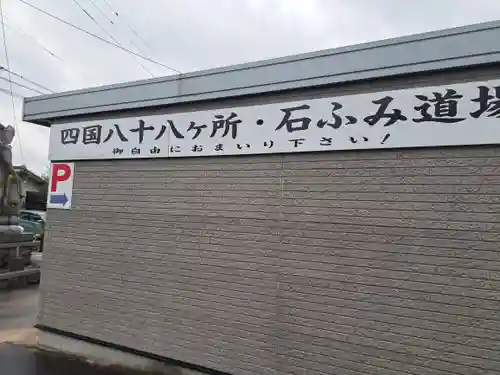 四国八十八ヶ所・石ふみ道場
御自由におまいり下さい!
P